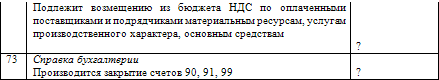 Подлежит возмещению из бюджета НДС по оплаченным
поставщиками и подрядчиками материальным ресурсам, услугам
производственного характера, основным средствам
?
73 Справка бухгалтерии
Производится закрытие счетов 90, 91, 99 ?